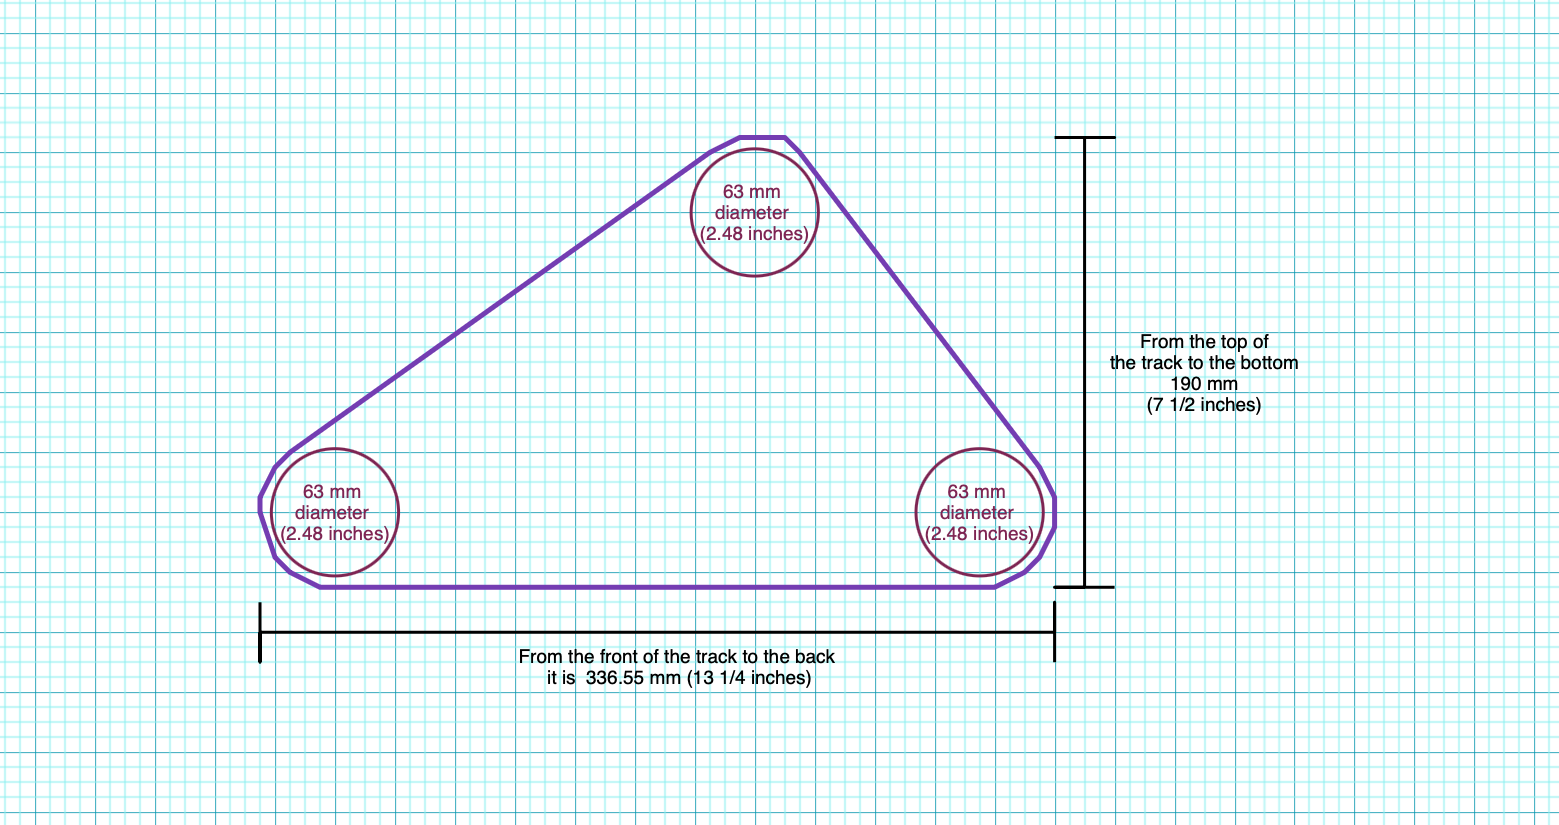 63 mm
diameter
(2.48 inches)
From the top of
the track to the bottom
190 mm
(7 1/2 inches)
63 mm
diameter
(2.48 inches)
63 mm
diameter
(2.48 inches)
From the front of the track to the back
it is  336.55 mm (13 1/4 inches)